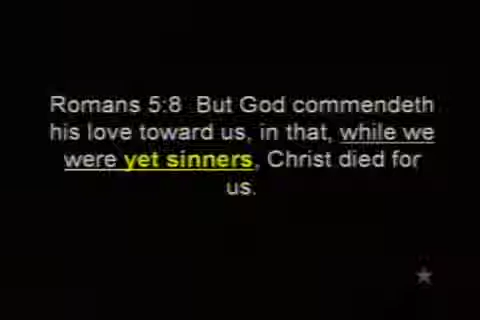 Romans 5:8 But God commendeth
his love toward us, in that, while we
were yet sinners, Christ died for
us.